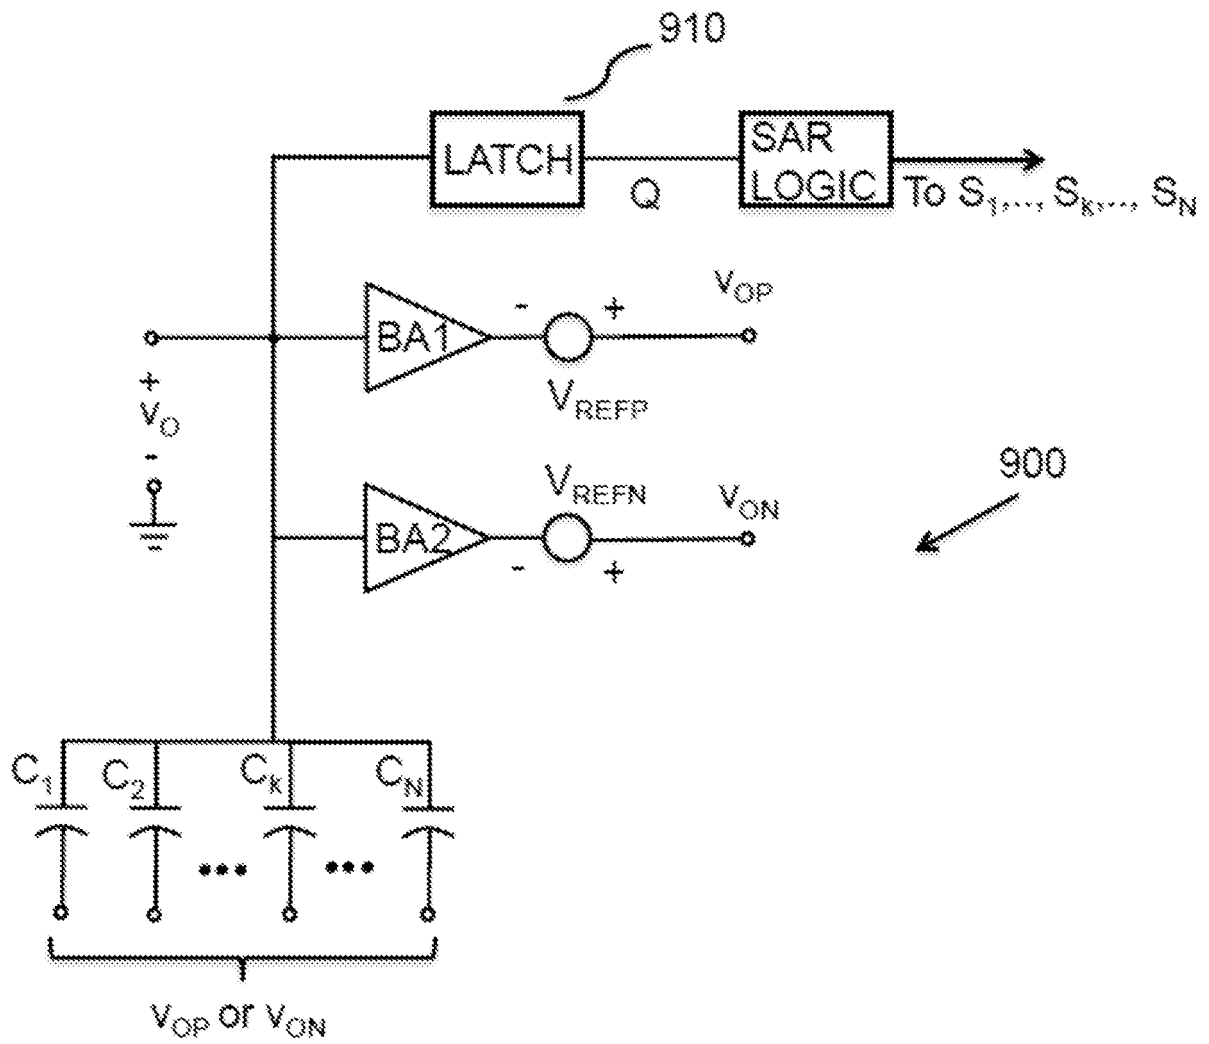 910
LATCH
Q
SAR
LOGIC
To S1,..., Sk,..., SN
BA1
-
+
VREFP
vOP
+
vO
-
BA2
VREFN
-
+
vON
900
C1
C2
Ck
CN
•••
•••
vOP or vON